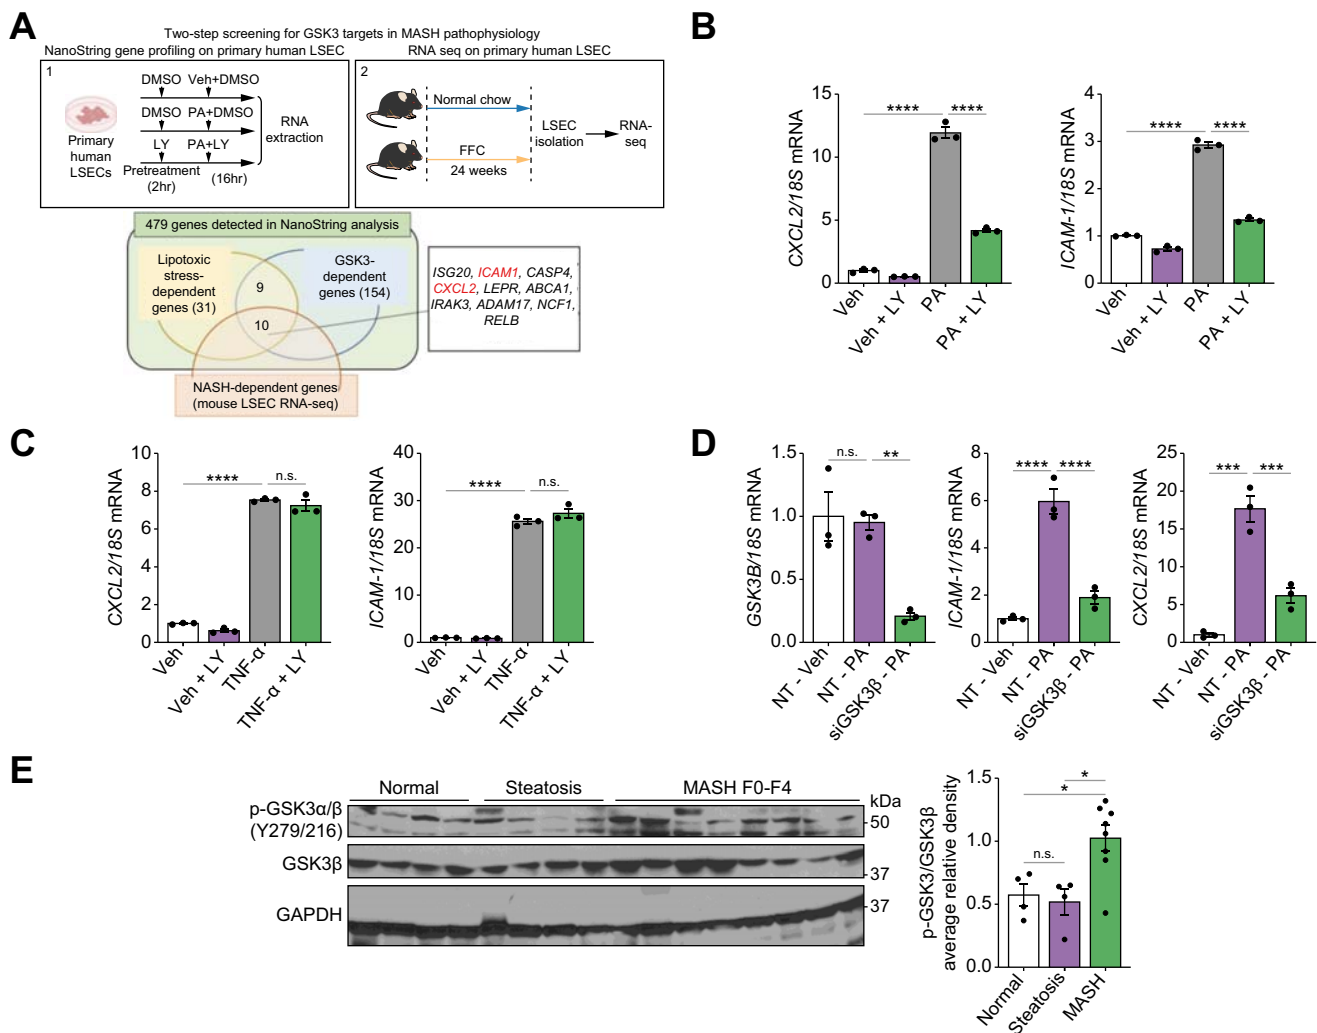 A
Two-step screening for GSK3 targets in MASH pathophysiology
NanoString gene profiling on primary human LSEC
RNA seq on primary human LSEC
1
Primary
human
LSECs
DMSO Veh+DMSO
DMSO PA+DMSO
LY PA+LY
Pretreatment
(2hr)
(16hr)
RNA
extraction
2
Normal chow
FFC
24 weeks
LSEC
isolation
RNA-
seq
479 genes detected in NanoString analysis
Lipotoxic
stress-
dependent
genes (31)
GSK3-
dependent
genes (154)
9
10
NASH-dependent genes
(mouse LSEC RNA-seq)
ISG20, ICAM1, CASP4,
CXCL2, LEPR, ABCA1,
IRAK3, ADAM17, NCF1,
RELB
B
CXCL2/18S mRNA
15
10
5
0
**** ****
Veh
Veh + LY
PA
PA + LY
ICAM-1/18S mRNA
4
3
2
1
0
**** ****
Veh
Veh + LY
PA
PA + LY
C
CXCL2/18S mRNA
10
8
6
4
2
0
**** n.s.
Veh
Veh + LY
TNF-α
TNF-α + LY
ICAM-1/18S mRNA
40
30
20
10
0
**** n.s.
Veh
Veh + LY
TNF-α
TNF-α + LY
D
GSK3B/18S mRNA
1.5
1.0
0.5
0.0
n.s. **
NT - Veh
NT - PA
siGSK3β - PA
ICAM-1/18S mRNA
8
6
4
2
0
**** ****
NT - Veh
NT - PA
siGSK3β - PA
CXCL2/18S mRNA
25
20
15
10
5
0
*** ***
NT - Veh
NT - PA
siGSK3β - PA
E
Normal Steatosis MASH F0-F4
kDa
p-GSK3α/β
(Y279/216)
50
GSK3β
37
GAPDH
37
p-GSK3/GSK3β
average relative density
1.5
1.0
0.5
0.0
*
*
n.s.
Normal
Steatosis
MASH